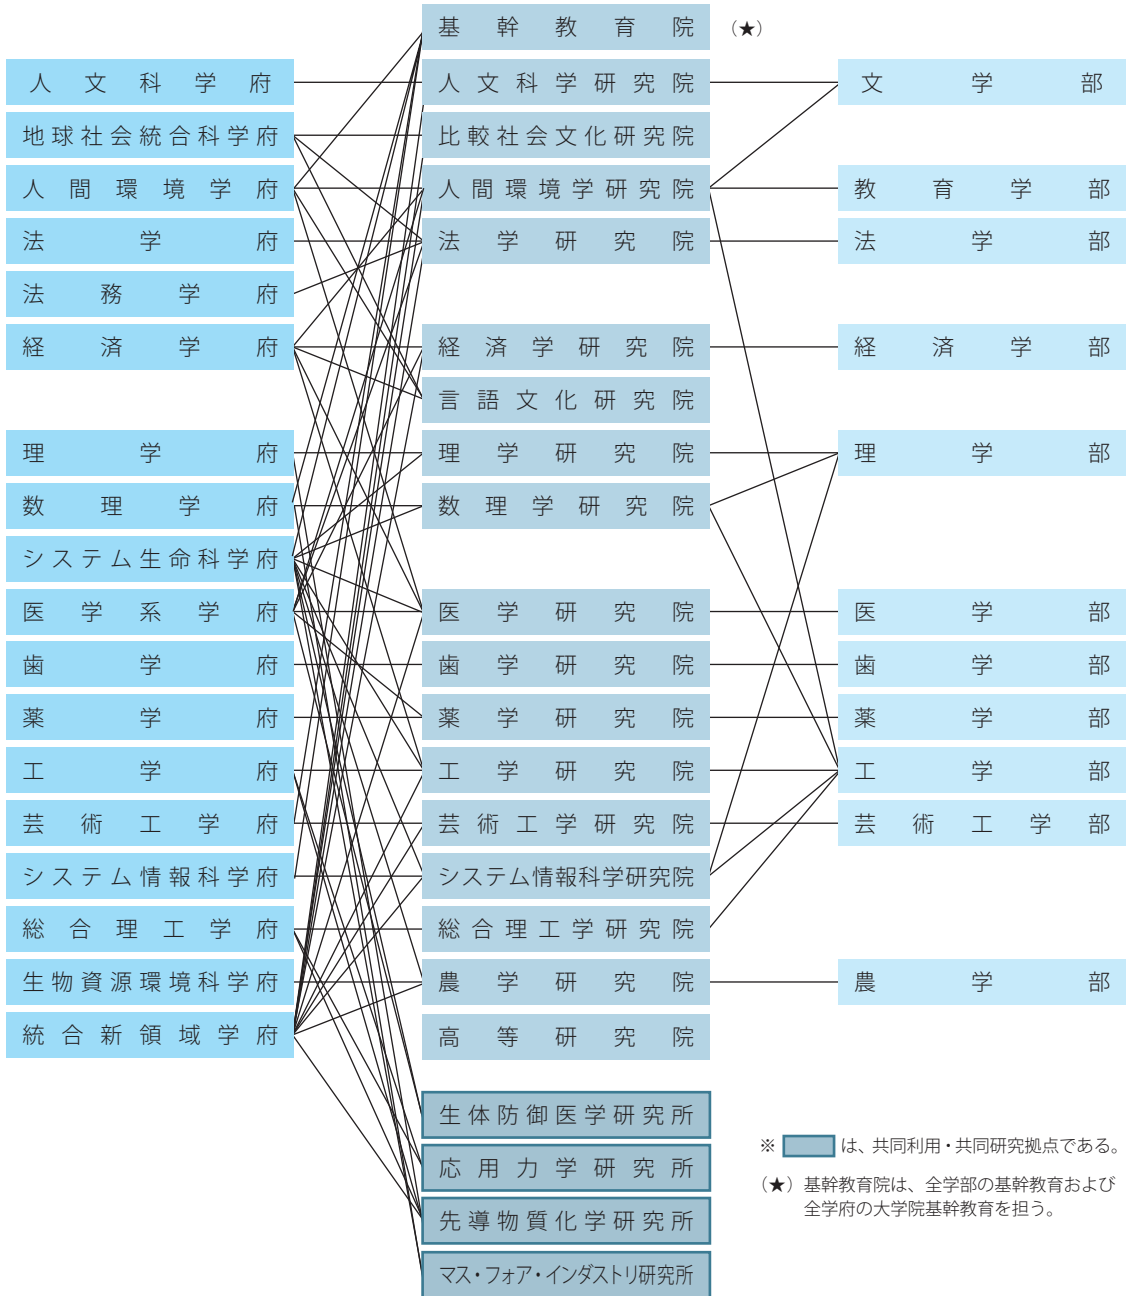 基幹教育院
（★）
人文科学府
人文科学研究院
文学部
地球社会統合科学府
比較社会文化研究院
人間環境学府
人間環境学研究院
教育学部
法学府
法学研究院
法学部
法務学府
経済学府
経済学研究院
経済学部
言語文化研究院
理学府
理学研究院
理学部
数理学府
数理学研究院
システム生命科学府
医学系学府
医学研究院
医学部
歯学府
歯学研究院
歯学部
薬学府
薬学研究院
薬学部
工学府
工学研究院
工学部
芸術工学府
芸術工学研究院
芸術工学部
システム情報科学府
システム情報科学研究院
総合理工学府
総合理工学研究院
生物資源環境科学府
農学研究院
農学部
統合新領域学府
高等研究院
生体防御医学研究所
応用力学研究所
先導物質化学研究所
マス・フォア・インダストリ研究所
※ は、共同利用・共同研究拠点である。
（★）基幹教育院は、全学部の基幹教育および
全学府の大学院基幹教育を担う。